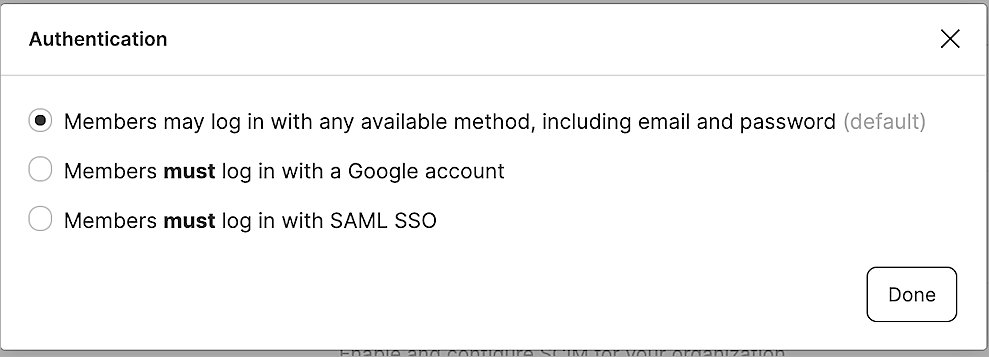 Authentication
Members may log in with any available method, including email and password (default)
Members must log in with a Google account
Members must log in with SAML SSO
Done
Enable and configure SCIM for your organization